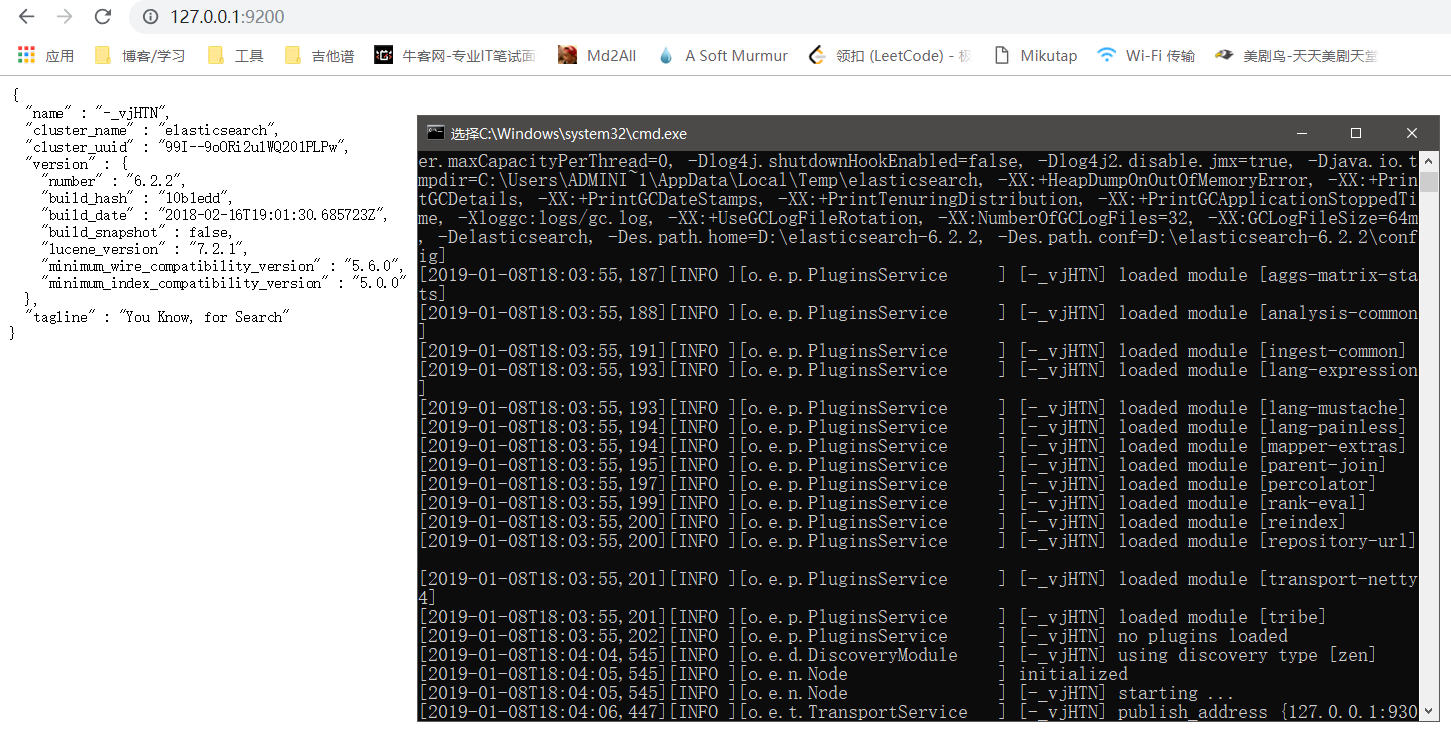 127.0.0.1:9200
应用 博客/学习 工具 吉他谱 牛客网-专业IT笔试面 Md2All A Soft Murmur 领扣 (LeetCode) - 极 Mikutap Wi-Fi 传输 美剧鸟-天天美剧天堂
{
"name" : "-_vjHTN",
"cluster_name" : "elasticsearch",
"cluster_uuid" : "99I--9oORi2u1WQ201PLPw",
"version" : {
"number" : "6.2.2",
"build_hash" : "10b1edd",
"build_date" : "2018-02-16T19:01:30.685723Z",
"build_snapshot" : false,
"lucene_version" : "7.2.1",
"minimum_wire_compatibility_version" : "5.6.0",
"minimum_index_compatibility_version" : "5.0.0"
},
"tagline" : "You Know, for Search"
}
选择C:\Windows\system32\cmd.exe
er.maxCapacityPerThread=0, -Dlog4j.shutdownHookEnabled=false, -Dlog4j2.disable.jmx=true, -Djava.io.t
mpdir=C:\Users\ADMINI~1\AppData\Local\Temp\elasticsearch, -XX:+HeapDumpOnOutOfMemoryError, -XX:+Prin
tGCDetails, -XX:+PrintGCDateStamps, -XX:+PrintTenuringDistribution, -XX:+PrintGCApplicationStoppedTi
me, -Xloggc:logs/gc.log, -XX:+UseGCLogFileRotation, -XX:NumberOfGCLogFiles=32, -XX:GCLogFileSize=64m
, -Delasticsearch, -Des.path.home=D:\elasticsearch-6.2.2, -Des.path.conf=D:\elasticsearch-6.2.2\conf
ig]
[2019-01-08T18:03:55,187][INFO ][o.e.p.PluginsService     ] [-_vjHTN] loaded module [aggs-matrix-sta
ts]
[2019-01-08T18:03:55,188][INFO ][o.e.p.PluginsService     ] [-_vjHTN] loaded module [analysis-common
]
[2019-01-08T18:03:55,191][INFO ][o.e.p.PluginsService     ] [-_vjHTN] loaded module [ingest-common]
[2019-01-08T18:03:55,193][INFO ][o.e.p.PluginsService     ] [-_vjHTN] loaded module [lang-expression
]
[2019-01-08T18:03:55,193][INFO ][o.e.p.PluginsService     ] [-_vjHTN] loaded module [lang-mustache]
[2019-01-08T18:03:55,194][INFO ][o.e.p.PluginsService     ] [-_vjHTN] loaded module [lang-painless]
[2019-01-08T18:03:55,194][INFO ][o.e.p.PluginsService     ] [-_vjHTN] loaded module [mapper-extras]
[2019-01-08T18:03:55,195][INFO ][o.e.p.PluginsService     ] [-_vjHTN] loaded module [parent-join]
[2019-01-08T18:03:55,197][INFO ][o.e.p.PluginsService     ] [-_vjHTN] loaded module [percolator]
[2019-01-08T18:03:55,199][INFO ][o.e.p.PluginsService     ] [-_vjHTN] loaded module [rank-eval]
[2019-01-08T18:03:55,200][INFO ][o.e.p.PluginsService     ] [-_vjHTN] loaded module [reindex]
[2019-01-08T18:03:55,200][INFO ][o.e.p.PluginsService     ] [-_vjHTN] loaded module [repository-url]
[2019-01-08T18:03:55,201][INFO ][o.e.p.PluginsService     ] [-_vjHTN] loaded module [transport-netty
4]
[2019-01-08T18:03:55,201][INFO ][o.e.p.PluginsService     ] [-_vjHTN] loaded module [tribe]
[2019-01-08T18:03:55,202][INFO ][o.e.p.PluginsService     ] [-_vjHTN] no plugins loaded
[2019-01-08T18:04:04,545][INFO ][o.e.d.DiscoveryModule    ] [-_vjHTN] using discovery type [zen]
[2019-01-08T18:04:05,545][INFO ][o.e.n.Node               ] initialized
[2019-01-08T18:04:05,545][INFO ][o.e.n.Node               ] [-_vjHTN] starting ...
[2019-01-08T18:04:06,447][INFO ][o.e.t.TransportService   ] [-_vjHTN] publish_address {127.0.0.1:930